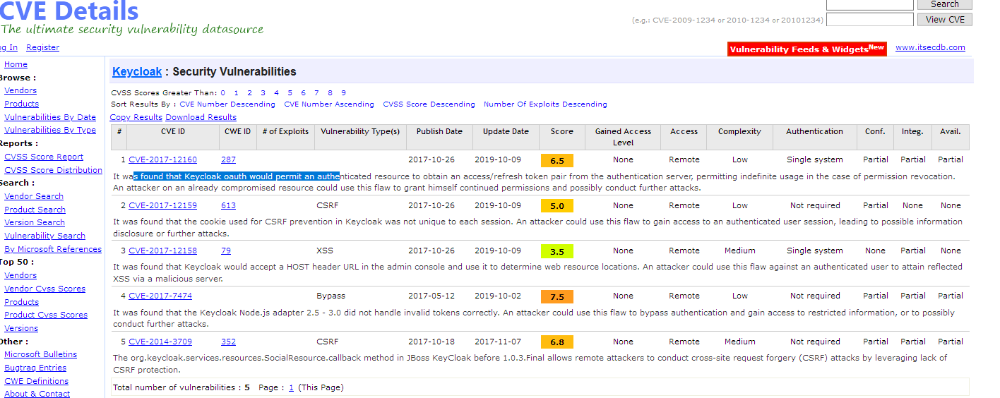 CVE Details
The ultimate security vulnerability datasource
Search
(e.g.: CVE-2009-1234 or 2010-1234 or 20101234)
View CVE
og In Register
Vulnerability Feeds & Widgets New
www.itsecdb.com
Home
Browse :
Vendors
Products
Vulnerabilities By Date
Vulnerabilities By Type
Reports :
CVSS Score Report
CVSS Score Distribution
Search :
Vendor Search
Product Search
Version Search
Vulnerability Search
By Microsoft References
Top 50 :
Vendors
Vendor Cvss Scores
Products
Product Cvss Scores
Versions
Other :
Microsoft Bulletins
Bugtraq Entries
CWE Definitions
About & Contact
Keycloak : Security Vulnerabilities
CVSS Scores Greater Than: 0 1 2 3 4 5 6 7 8 9
Sort Results By : CVE Number Descending CVE Number Ascending CVSS Score Descending Number Of Exploits Descending
Copy Results Download Results
# CVE ID CWE ID # of Exploits Vulnerability Type(s) Publish Date Update Date Score Gained Access Level Access Complexity Authentication Conf. Integ. Avail.
1 CVE-2017-12160 287 2017-10-26 2019-10-09 6.5 None Remote Low Single system Partial Partial Partial
It was found that Keycloak oauth would permit an authenticated resource to obtain an access/refresh token pair from the authentication server, permitting indefinite usage in the case of permission revocation.
An attacker on an already compromised resource could use this flaw to grant himself continued permissions and possibly conduct further attacks.
2 CVE-2017-12159 613 CSRF 2017-10-26 2019-10-09 5.0 None Remote Low Not required Partial None None
It was found that the cookie used for CSRF prevention in Keycloak was not unique to each session. An attacker could use this flaw to gain access to an authenticated user session, leading to possible information
disclosure or further attacks.
3 CVE-2017-12158 79 XSS 2017-10-26 2019-10-09 3.5 None Remote Medium Single system None Partial None
It was found that Keycloak would accept a HOST header URL in the admin console and use it to determine web resource locations. An attacker could use this flaw against an authenticated user to attain reflected
XSS via a malicious server.
4 CVE-2017-7474 Bypass 2017-05-12 2019-10-02 7.5 None Remote Low Not required Partial Partial Partial
It was found that the Keycloak Node.js adapter 2.5 - 3.0 did not handle invalid tokens correctly. An attacker could use this flaw to bypass authentication and gain access to restricted information, or to possibly
conduct further attacks.
5 CVE-2014-3709 352 CSRF 2017-10-18 2017-11-07 6.8 None Remote Medium Not required Partial Partial Partial
The org.keycloak.services.resources.SocialResource.callback method in JBoss KeyCloak before 1.0.3.Final allows remote attackers to conduct cross-site request forgery (CSRF) attacks by leveraging lack of
CSRF protection.
Total number of vulnerabilities : 5 Page : 1 (This Page)